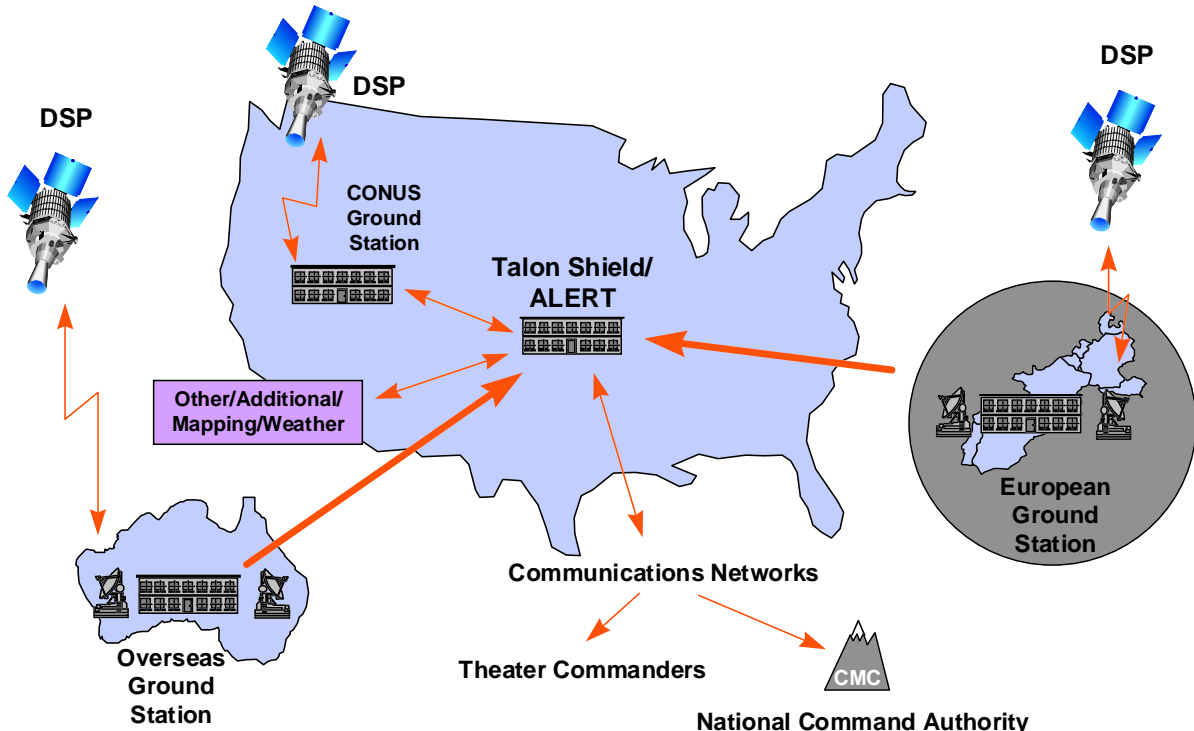 DSP
DSP
DSP
CONUS
Ground
Station
Talon Shield/
ALERT
Other/Additional/
Mapping/Weather
European
Ground
Station
Communications Networks
Overseas
Ground
Station
Theater Commanders
CMC
National Command Authority